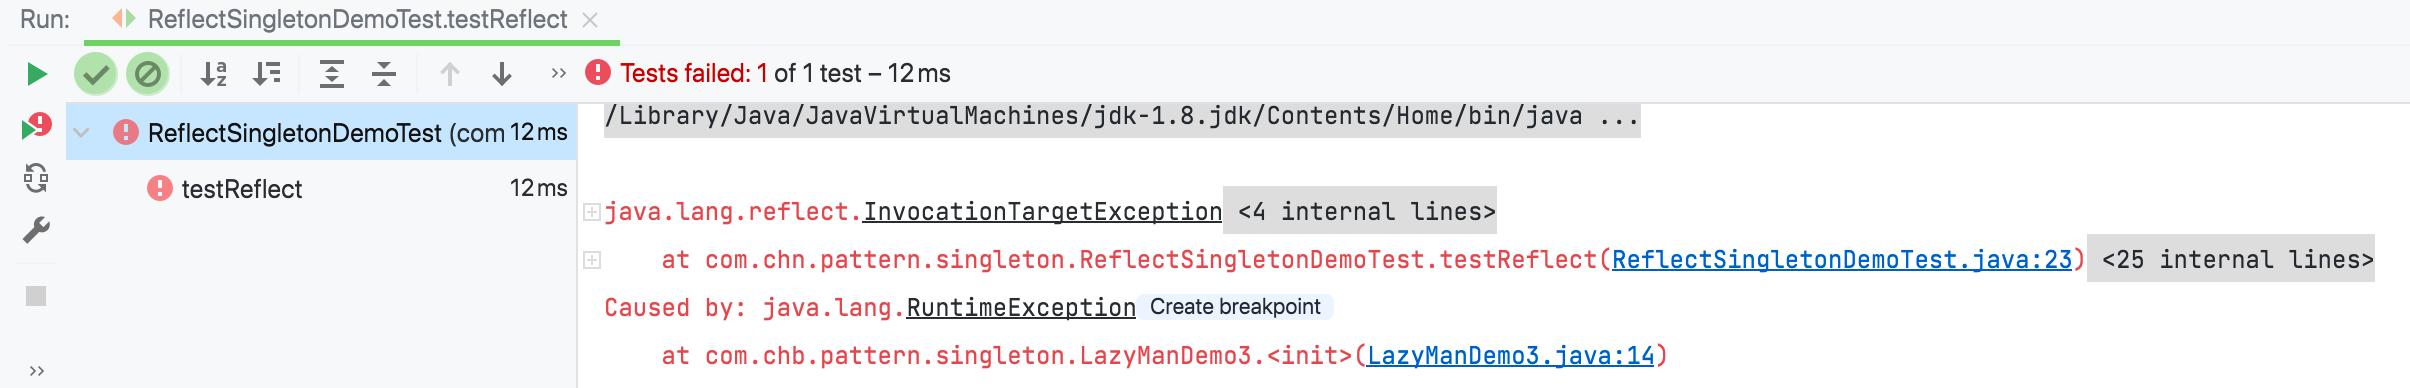 Run: ReflectSingletonDemoTest.testReflect
Tests failed: 1 of 1 test – 12 ms
ReflectSingletonDemoTest (com 12 ms
testReflect 12 ms
/Library/Java/JavaVirtualMachines/jdk-1.8.jdk/Contents/Home/bin/java ...
java.lang.reflect.InvocationTargetException <4 internal lines>
at com.chn.pattern.singleton.ReflectSingletonDemoTest.testReflect(ReflectSingletonDemoTest.java:23) <25 internal lines>
Caused by: java.lang.RuntimeException Create breakpoint
at com.chb.pattern.singleton.LazyManDemo3.<init>(LazyManDemo3.java:14)